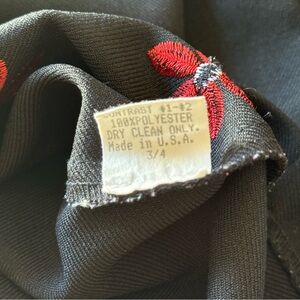 CONTRAST #1-#2
100%POLYESTER
DRY CLEAN ONLY.
Made in U.S.A.
3/4